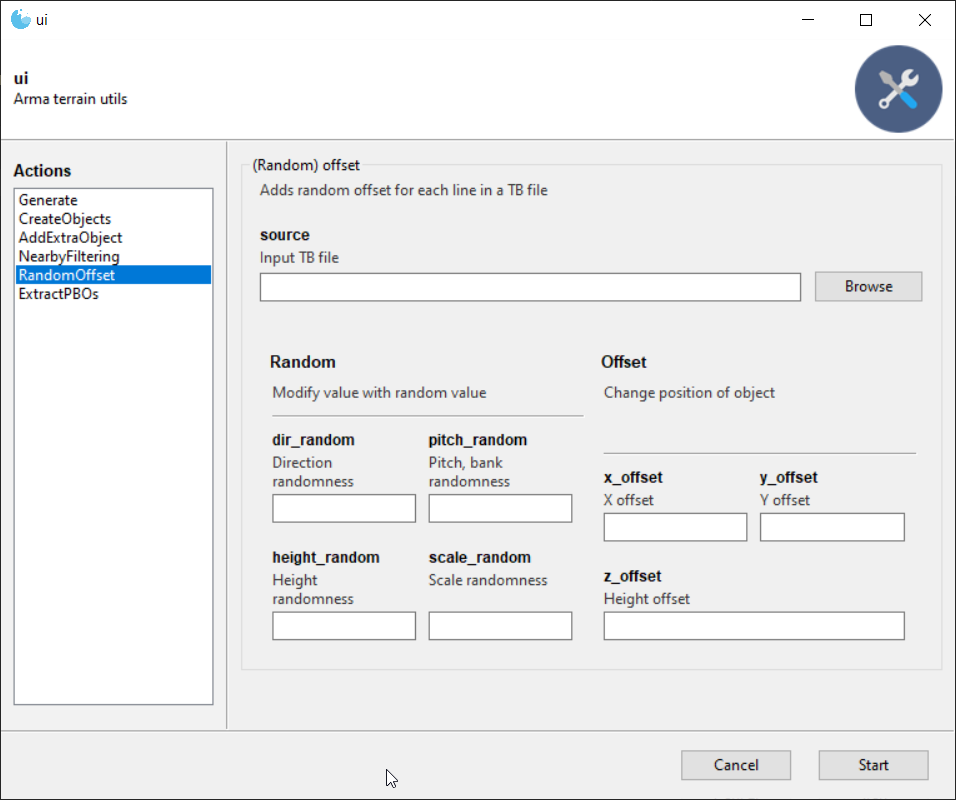 ui
ui
Arma terrain utils
Actions
Generate
CreateObjects
AddExtraObject
NearbyFiltering
RandomOffset
ExtractPBOs
(Random) offset
Adds random offset for each line in a TB file
source
Input TB file
Browse
Random
Modify value with random value
dir_random
Direction
randomness
pitch_random
Pitch, bank
randomness
height_random
Height
randomness
scale_random
Scale randomness
Offset
Change position of object
x_offset
X offset
y_offset
Y offset
z_offset
Height offset
Cancel
Start